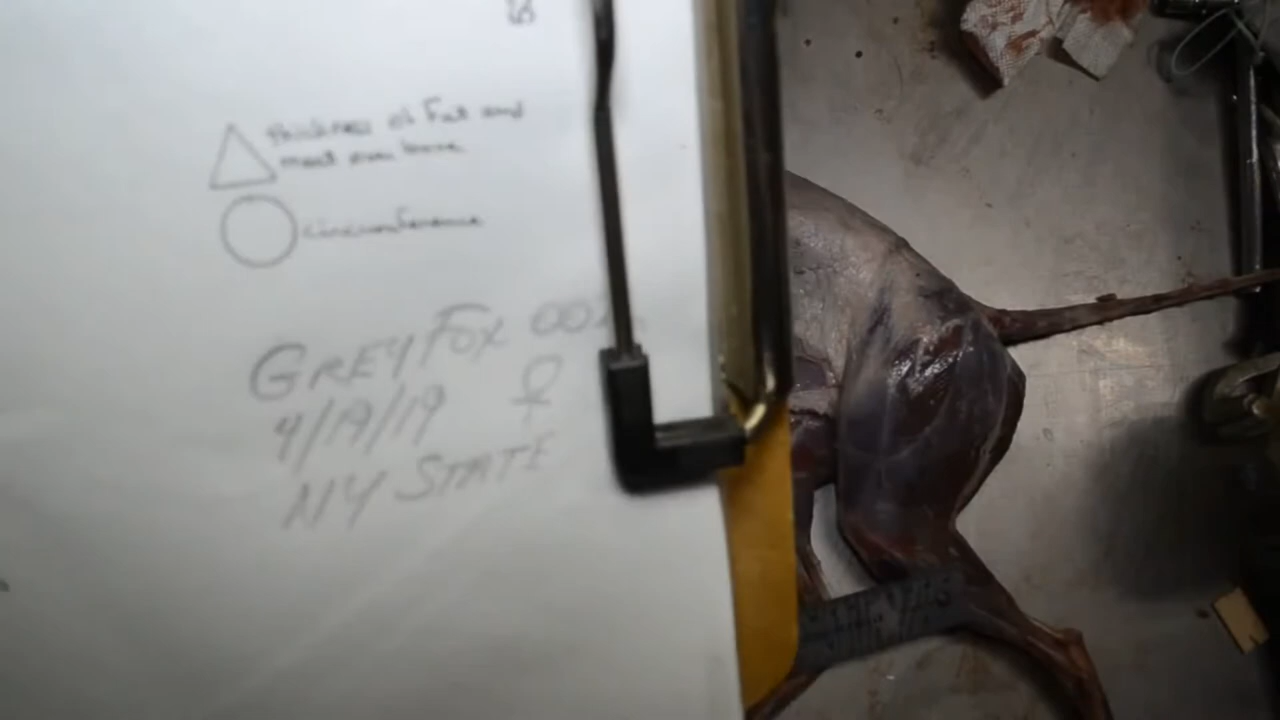 thickness of Fat and
meat over bone
circumference
GREY FOX 002
♀
4/19/19
NY STATE